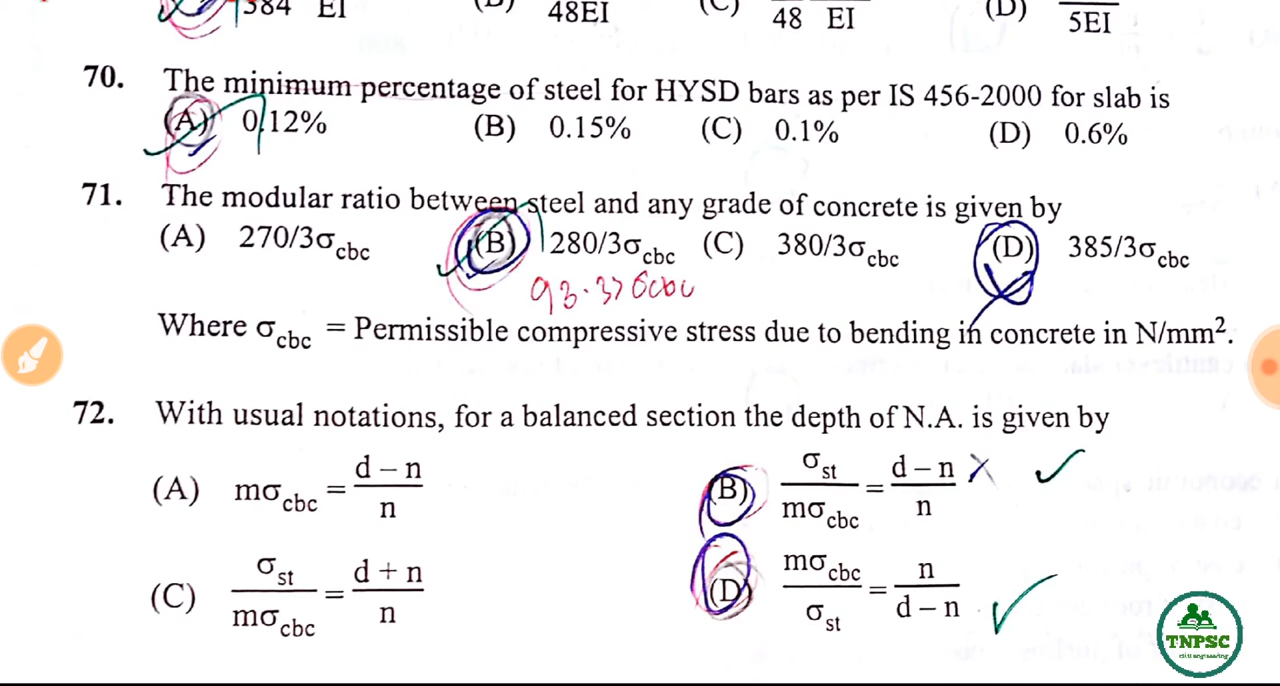 384 EI (B) 48EI (C) 48 EI (D) 5EI
70. The minimum percentage of steel for HYSD bars as per IS 456-2000 for slab is
(A) 0.12% (B) 0.15% (C) 0.1% (D) 0.6%
71. The modular ratio between steel and any grade of concrete is given by
(A) 270/3σcbc (B) 280/3σcbc (C) 380/3σcbc (D) 385/3σcbc
93.37 σcbc
Where σcbc = Permissible compressive stress due to bending in concrete in N/mm².
72. With usual notations, for a balanced section the depth of N.A. is given by
(A) mσcbc = d – n / n (B) σst / mσcbc = d – n / n
(C) σst / mσcbc = d + n / n (D) mσcbc / σst = n / d – n
TNPSC
civil engineering